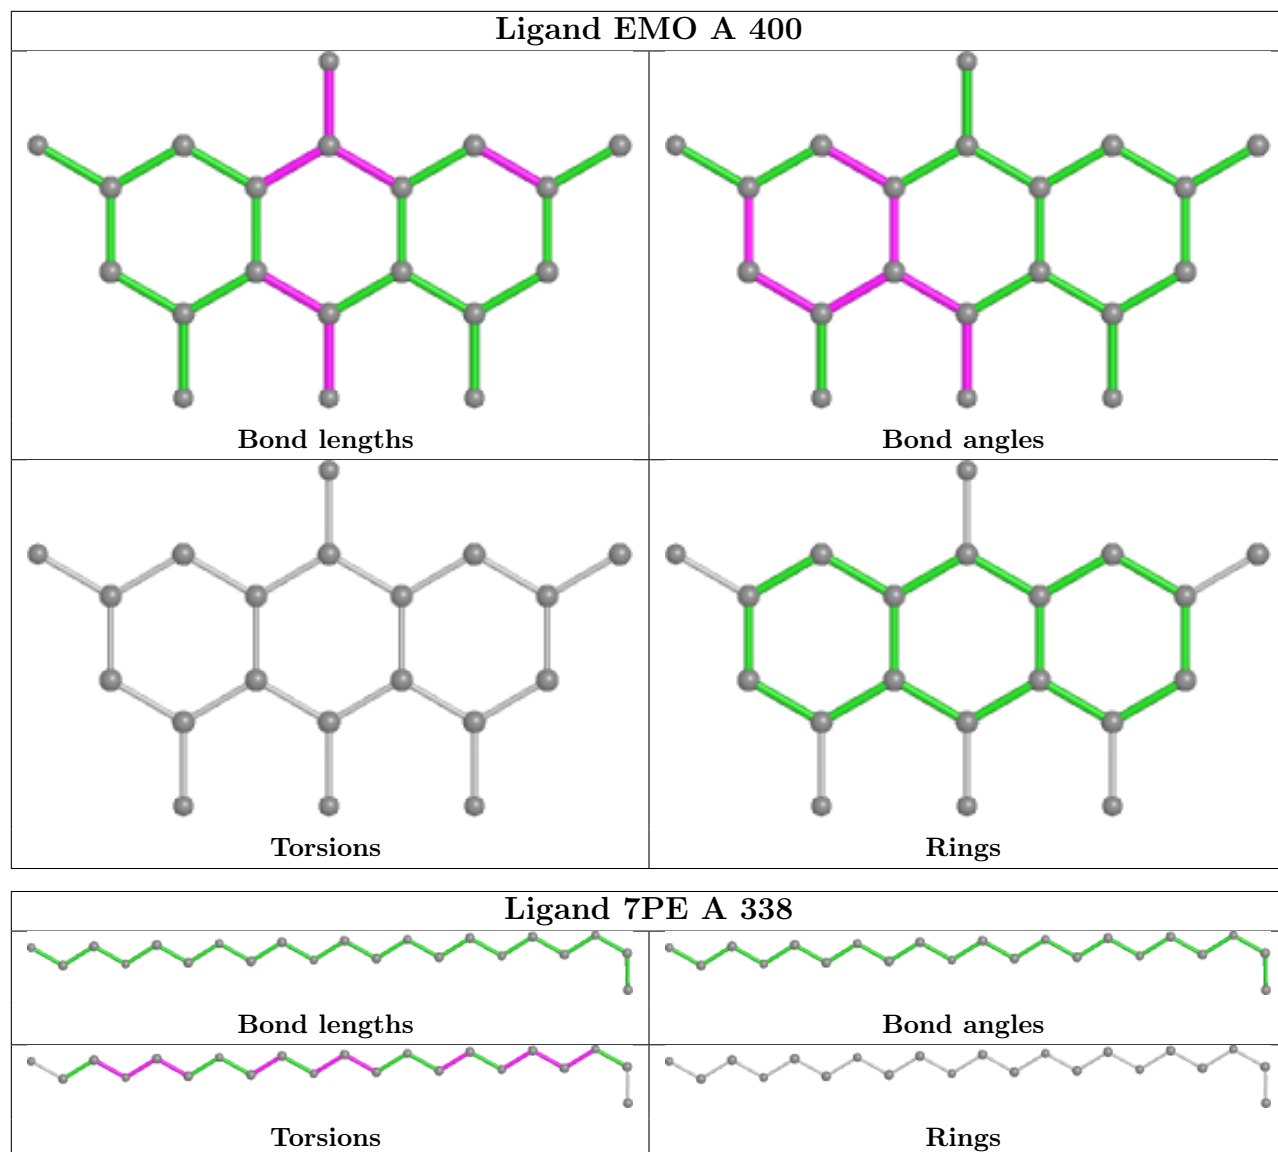 Ligand EMO A 400
Bond lengths
Bond angles
Torsions
Rings
Ligand 7PE A 338
Bond lengths
Bond angles
Torsions
Rings